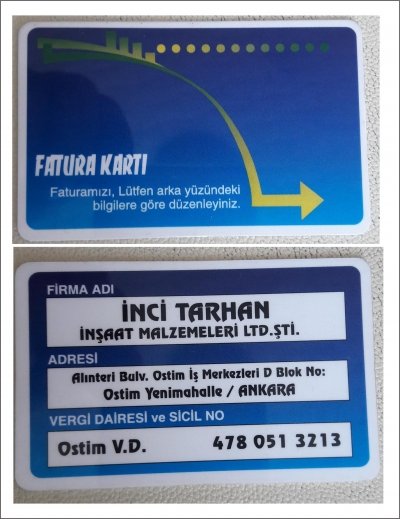 FATURA KARTI
Faturamızı, Lütfen arka yüzündeki
bilgilere göre düzenleyiniz.
FİRMA ADI
İNCİ TARHAN
İNŞAAT MALZEMELERİ LTD.ŞTİ.
ADRESİ
Alınteri Bulv. Ostim İş Merkezleri D Blok No:
Ostim Yenimahalle / ANKARA
VERGİ DAİRESİ ve SİCİL NO
Ostim V.D. 478 051 3213